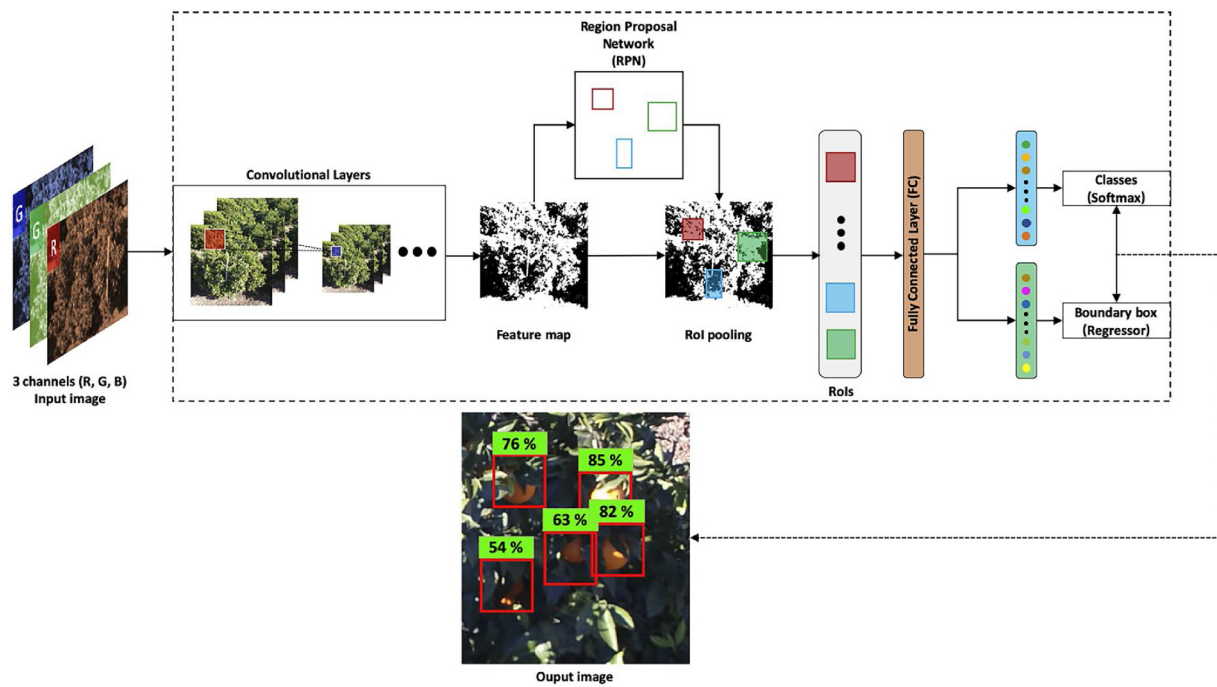 Region Proposal
Network
(RPN)
Convolutional Layers
G
G
R
3 channels (R, G, B)
Input image
Feature map
RoI pooling
RoIs
Fully Connected Layer (FC)
Classes
(Softmax)
Boundary box
(Regressor)
76 %
85 %
63 %
82 %
54 %
Ouput image